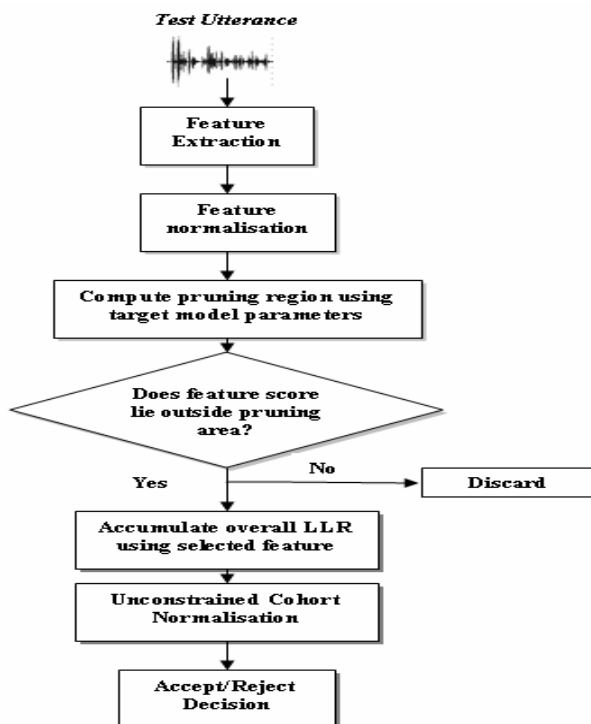 Test Utterance
Feature
Extraction
Feature
normalisation
Compute pruning region using
target model parameters
Does feature score
lie outside pruning
area?
No
Yes
Discard
Accumulate overall LLR
using selected feature
Unconstrained Cohort
Normalisation
Accept/Reject
Decision